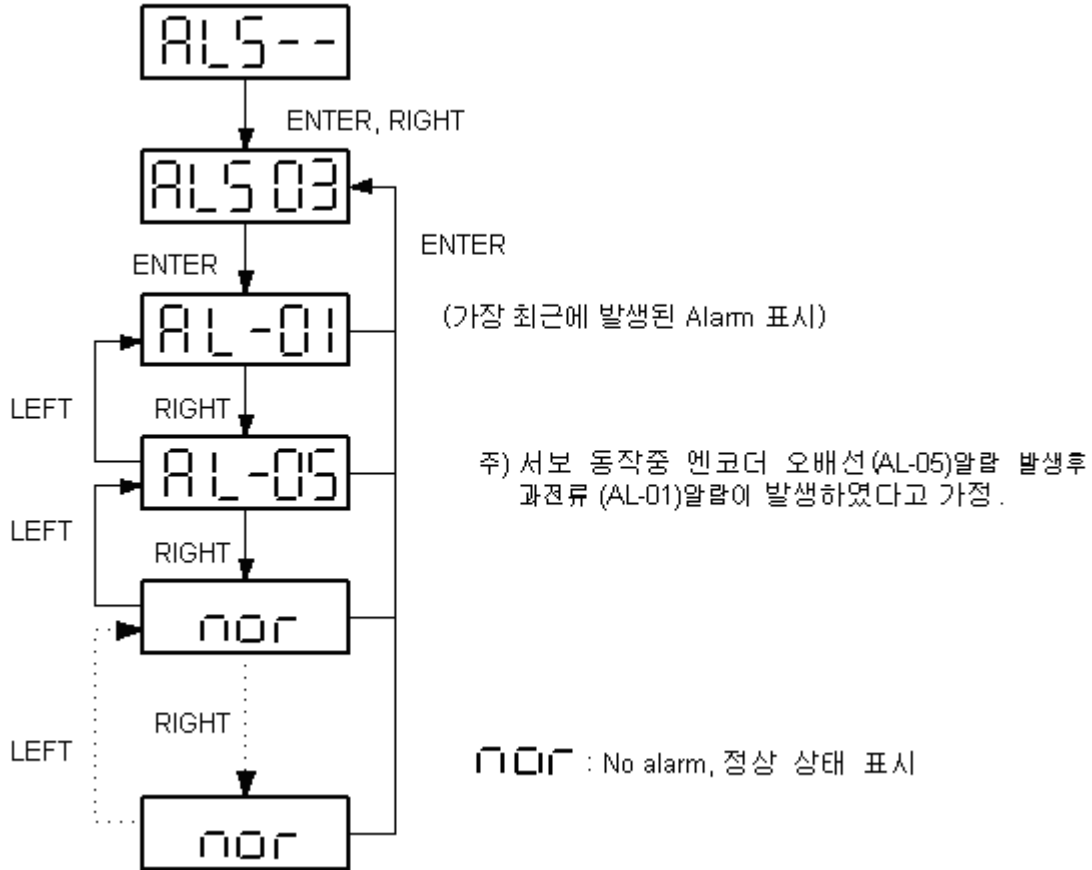 ALS--
ENTER, RIGHT
ALS03
ENTER
ENTER
AL-01
(가장 최근에 발생된 Alarm 표시)
LEFT
RIGHT
AL-05
주) 서보 동작중 엔코더 오배선(AL-05)알람 발생후
과전류 (AL-01)알람이 발생하였다고 가정.
LEFT
RIGHT
nor
LEFT
RIGHT
nor : No alarm, 정상 상태 표시
nor